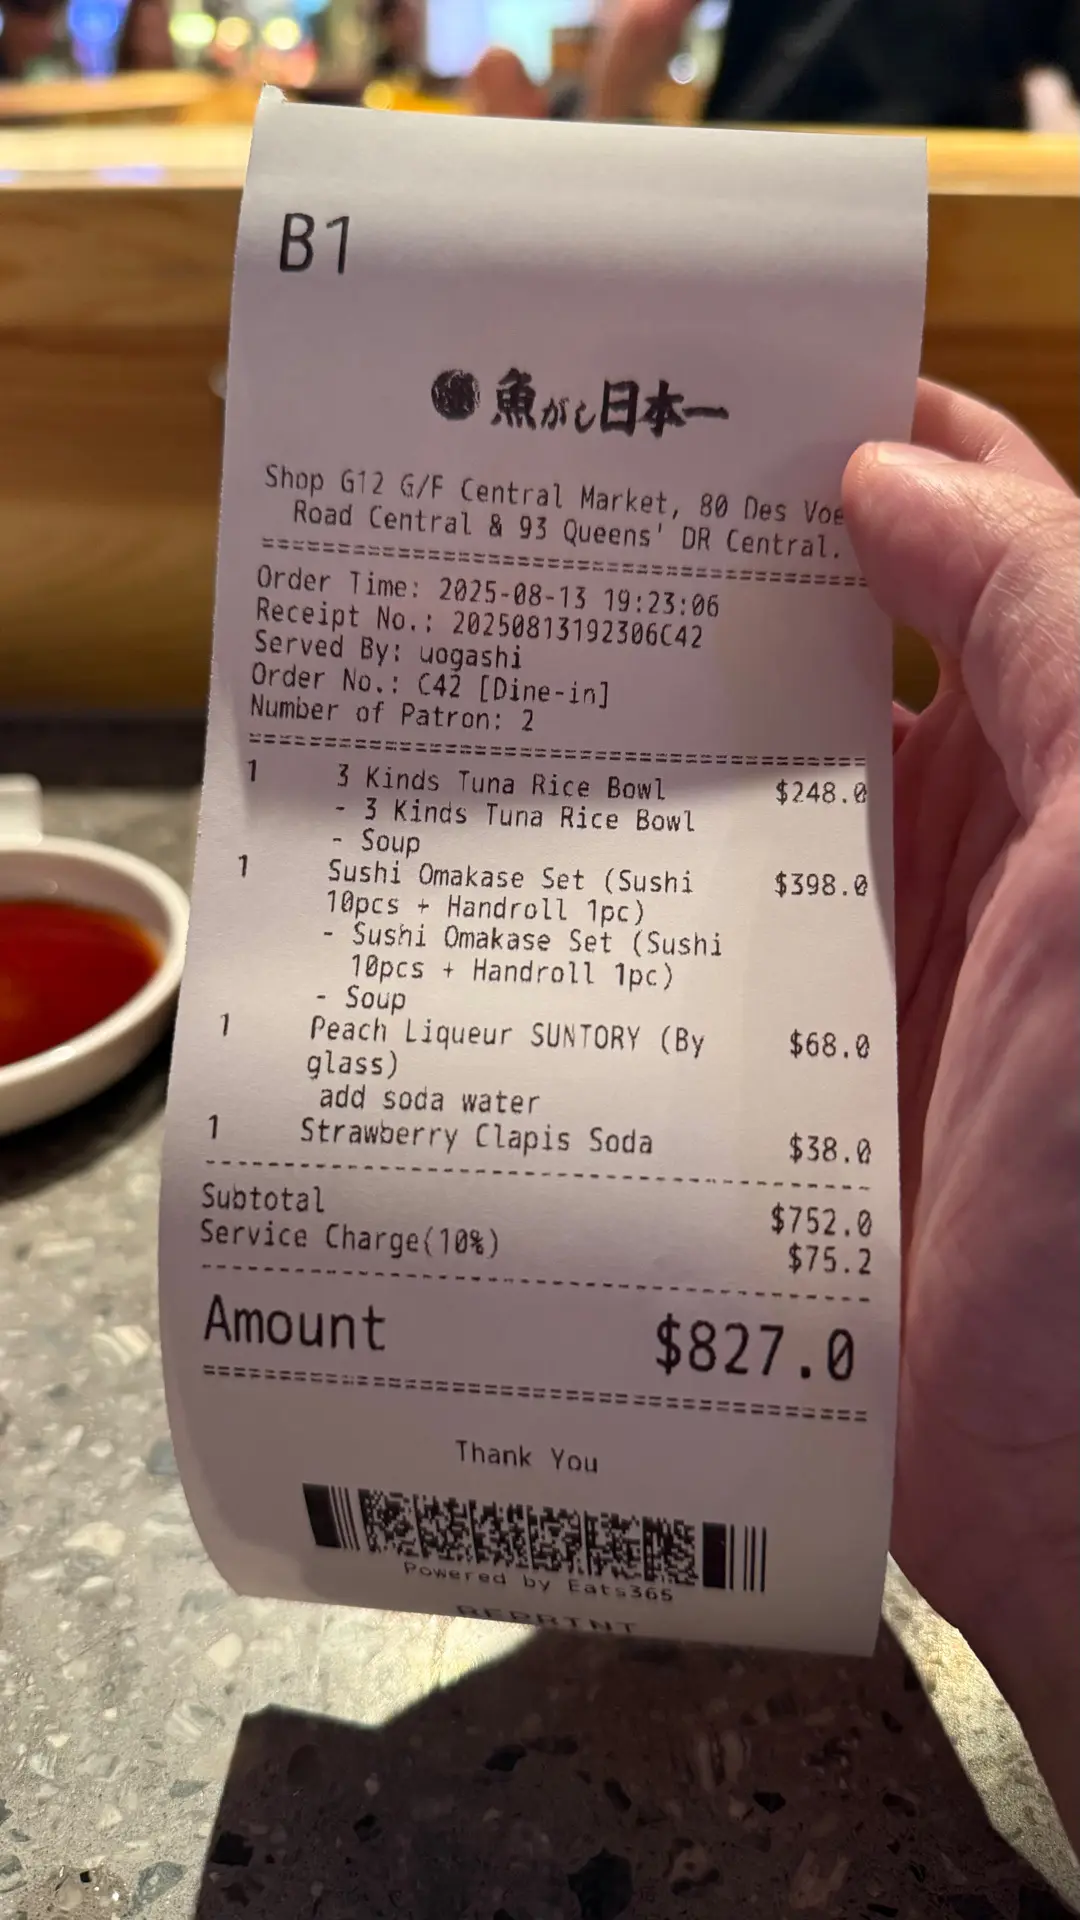 B1
魚がし日本一
Shop G12 G/F Central Market, 80 Des Voe
Road Central & 93 Queens' DR Central.
Order Time: 2025-08-13 19:23:06
Receipt No.: 20250813192306C42
Served By: uogashi
Order No.: C42 [Dine-in]
Number of Patron: 2
1 3 Kinds Tuna Rice Bowl $248.0
- 3 Kinds Tuna Rice Bowl
- Soup
1 Sushi Omakase Set (Sushi $398.0
10pcs + Handroll 1pc)
- Sushi Omakase Set (Sushi
10pcs + Handroll 1pc)
- Soup
1 Peach Liqueur SUNTORY (By $68.0
glass)
add soda water
1 Strawberry Clapis Soda $38.0
Subtotal $752.0
Service Charge(10%) $75.2
Amount $827.0
Thank You
Powered by Eats365
REPRINT